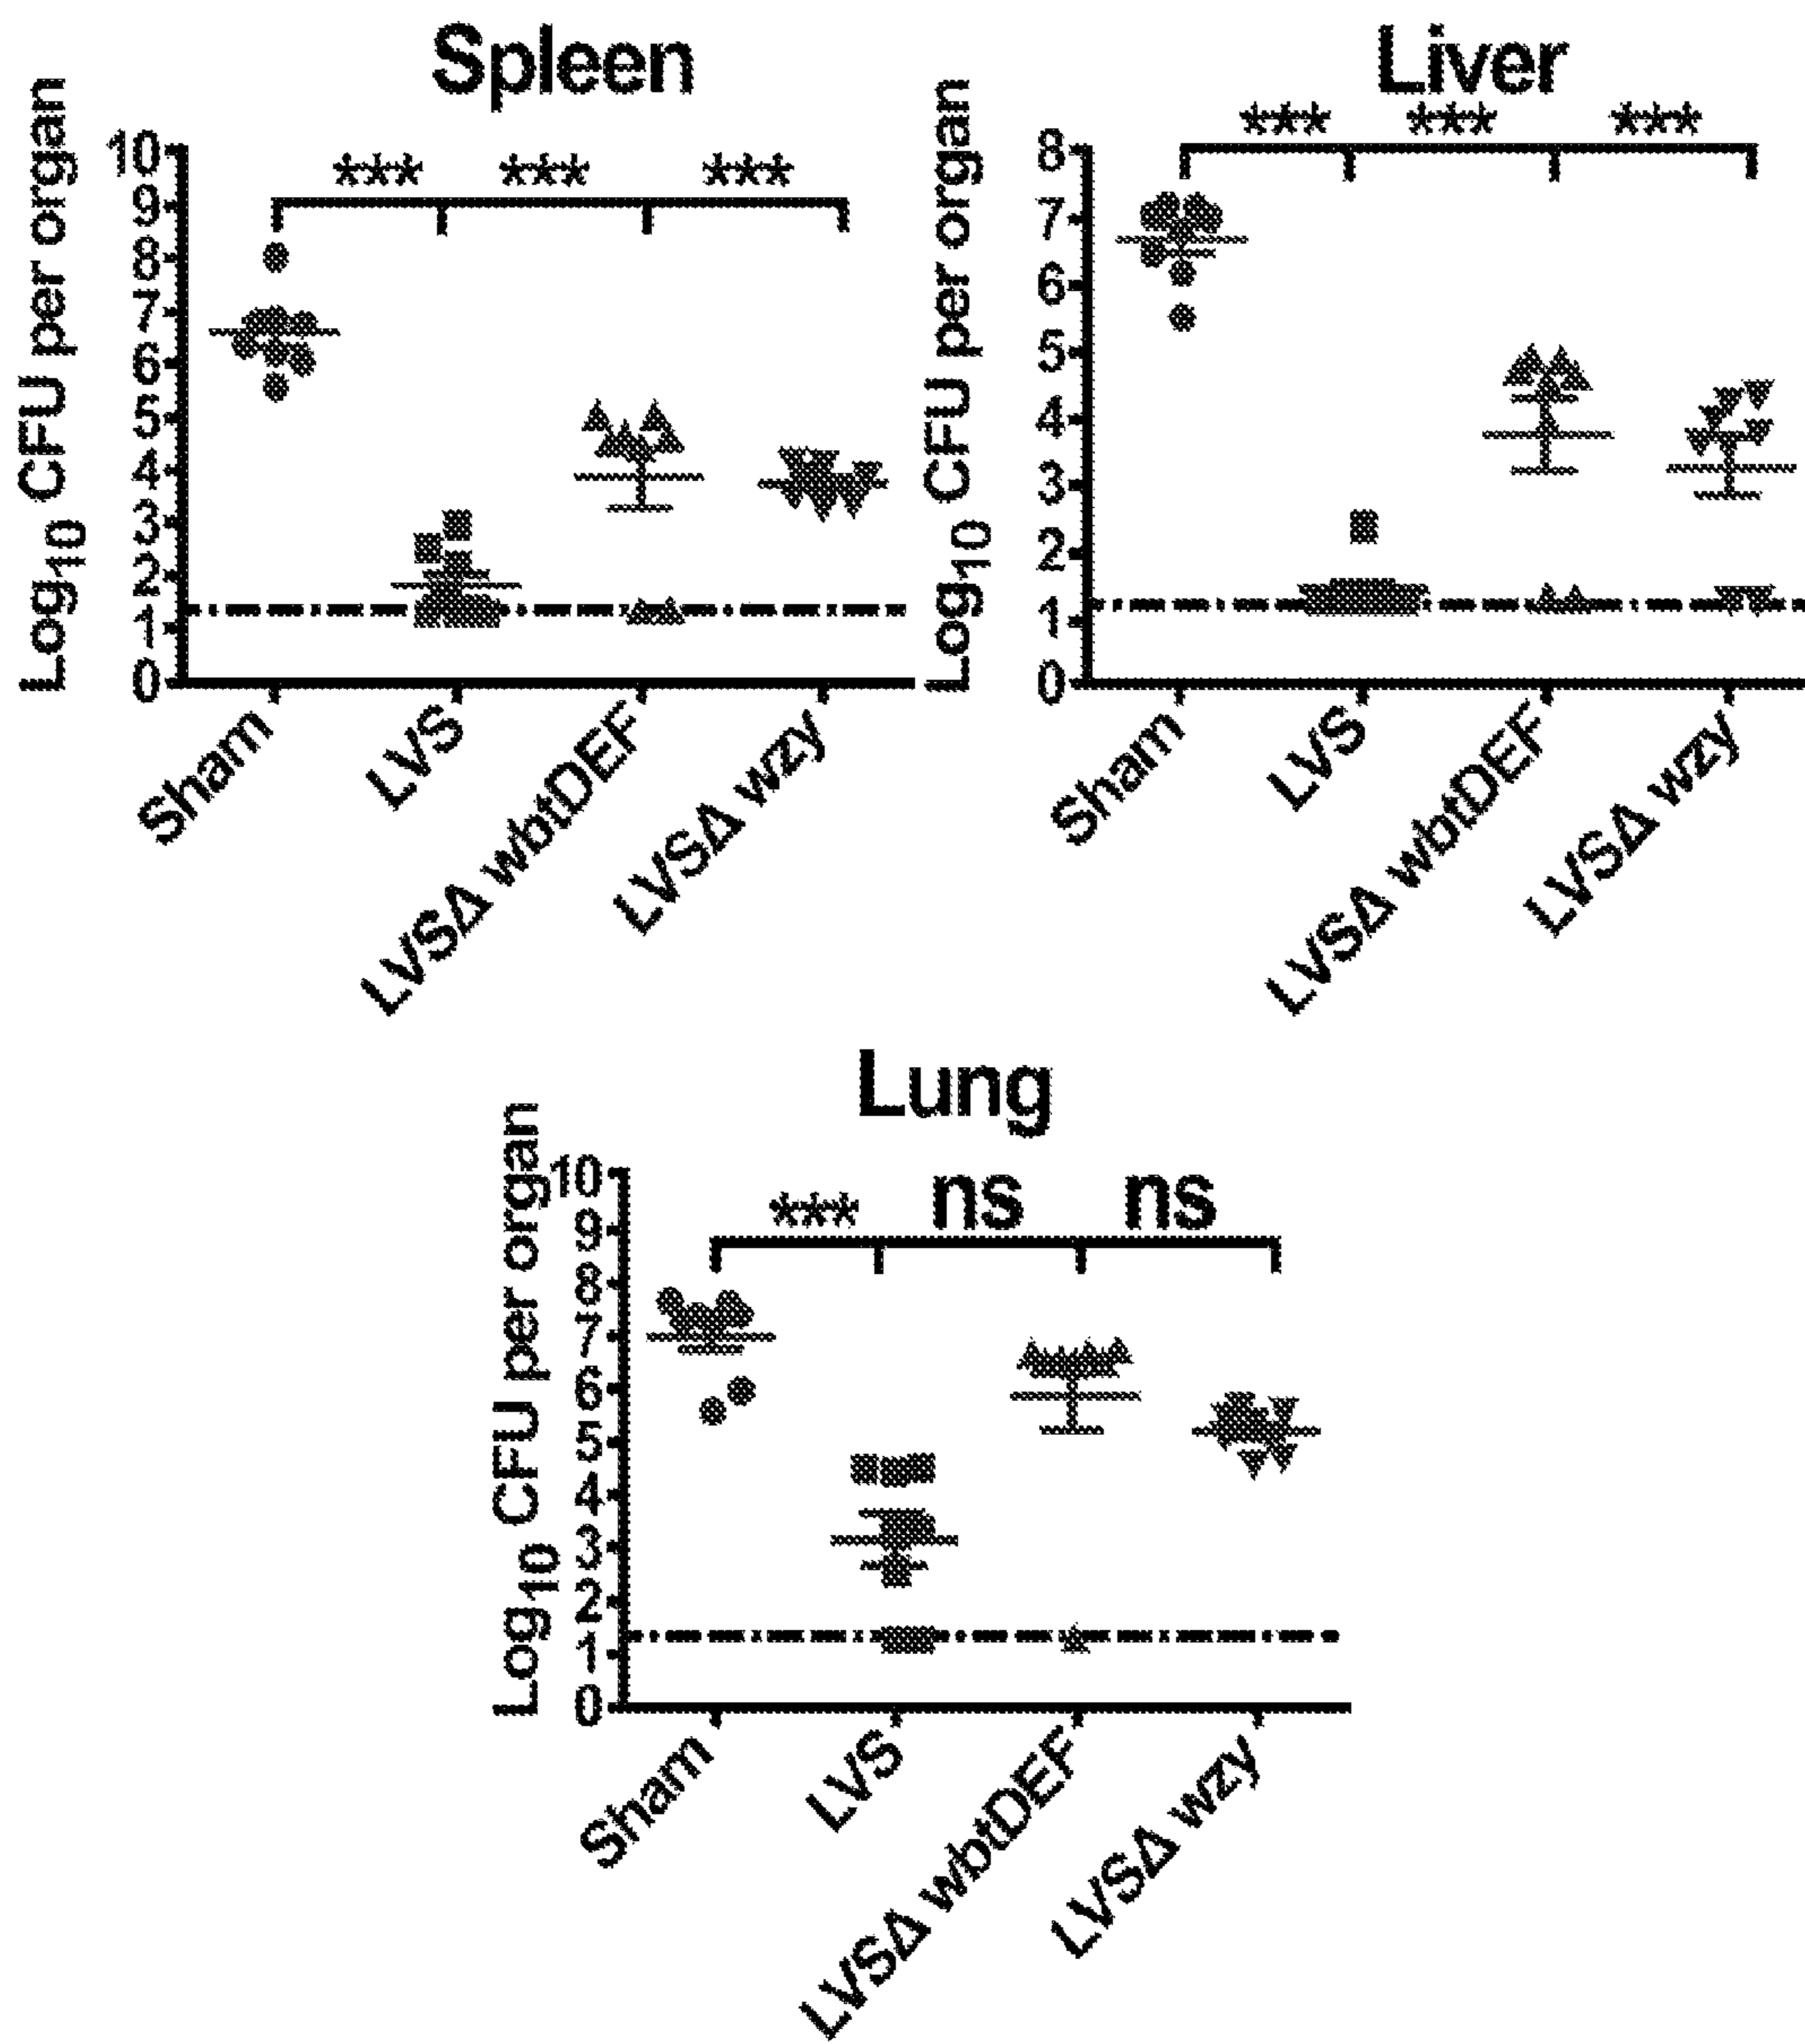 Spleen
Log10 CFU per organ
*** *** ***
10
9
8
7
6
5
4
3
2
1
0
Sham
LVS
LVSΔ wbtDEF
LVSΔ wzy
Liver
Log10 CFU per organ
*** *** ***
8
7
6
5
4
3
2
1
0
Sham
LVS
LVSΔ wbtDEF
LVSΔ wzy
Lung
Log10 CFU per organ
*** ns ns
10
9
8
7
6
5
4
3
2
1
0
Sham
LVS
LVSΔ wbtDEF
LVSΔ wzy